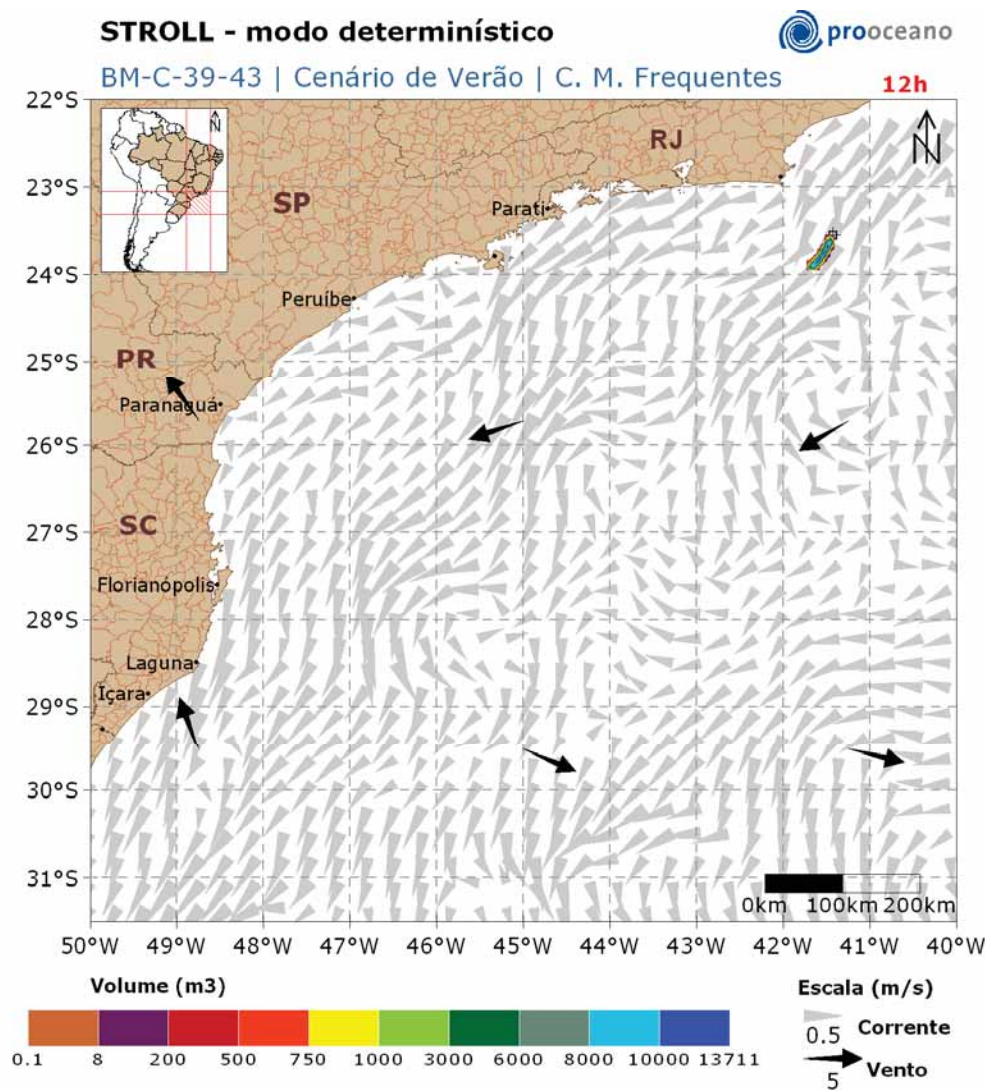 STROLL - modo determinístico
prooceano
BM-C-39-43 | Cenário de Verão | C. M. Frequentes
12h
22°S
N
N
RJ
23°S
SP
Parati
24°S
Peruíbe
25°S
PR
Paranaguá
26°S
27°S
SC
Florianópolis
28°S
Laguna
Içara
29°S
30°S
31°S
0km 100km 200km
50°W 49°W 48°W 47°W 46°W 45°W 44°W 43°W 42°W 41°W 40°W
Volume (m3)
0.1 8 200 500 750 1000 3000 6000 8000 10000 13711
Escala (m/s)
0.5 Corrente
5 Vento